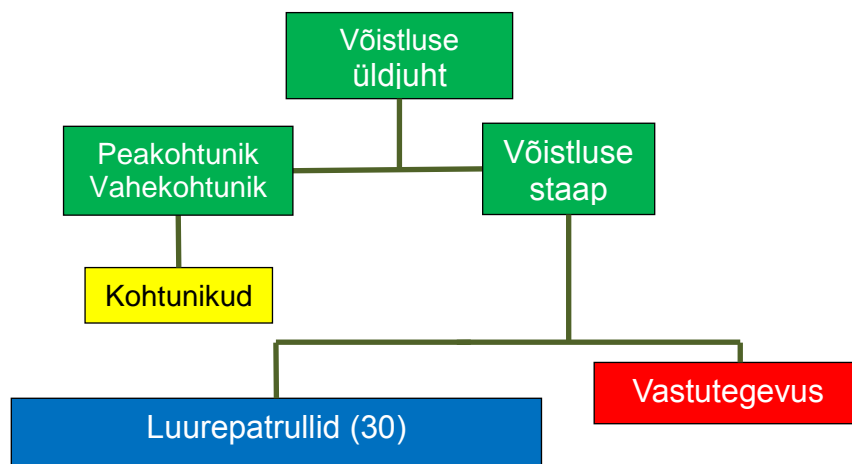 Võistluse
üldjuht
Peakohtunik
Vahekohtunik
Võistluse
staap
Kohtunikud
Vastutegevus
Luurepatrullid (30)